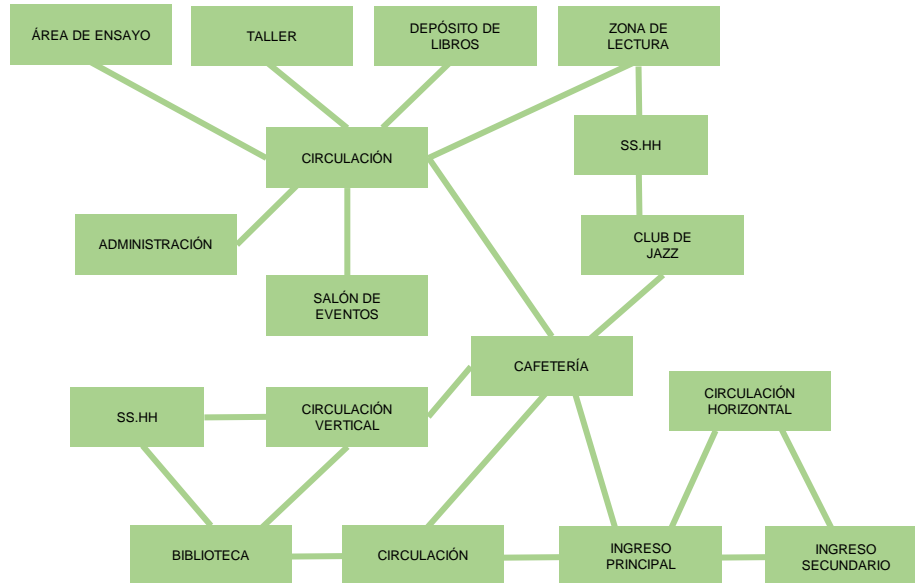 ÁREA DE ENSAYO
TALLER
DEPÓSITO DE
LIBROS
ZONA DE
LECTURA
CIRCULACIÓN
SS.HH
ADMINISTRACIÓN
CLUB DE
JAZZ
SALÓN DE
EVENTOS
CAFETERÍA
SS.HH
CIRCULACIÓN
VERTICAL
CIRCULACIÓN
HORIZONTAL
BIBLIOTECA
CIRCULACIÓN
INGRESO
PRINCIPAL
INGRESO
SECUNDARIO